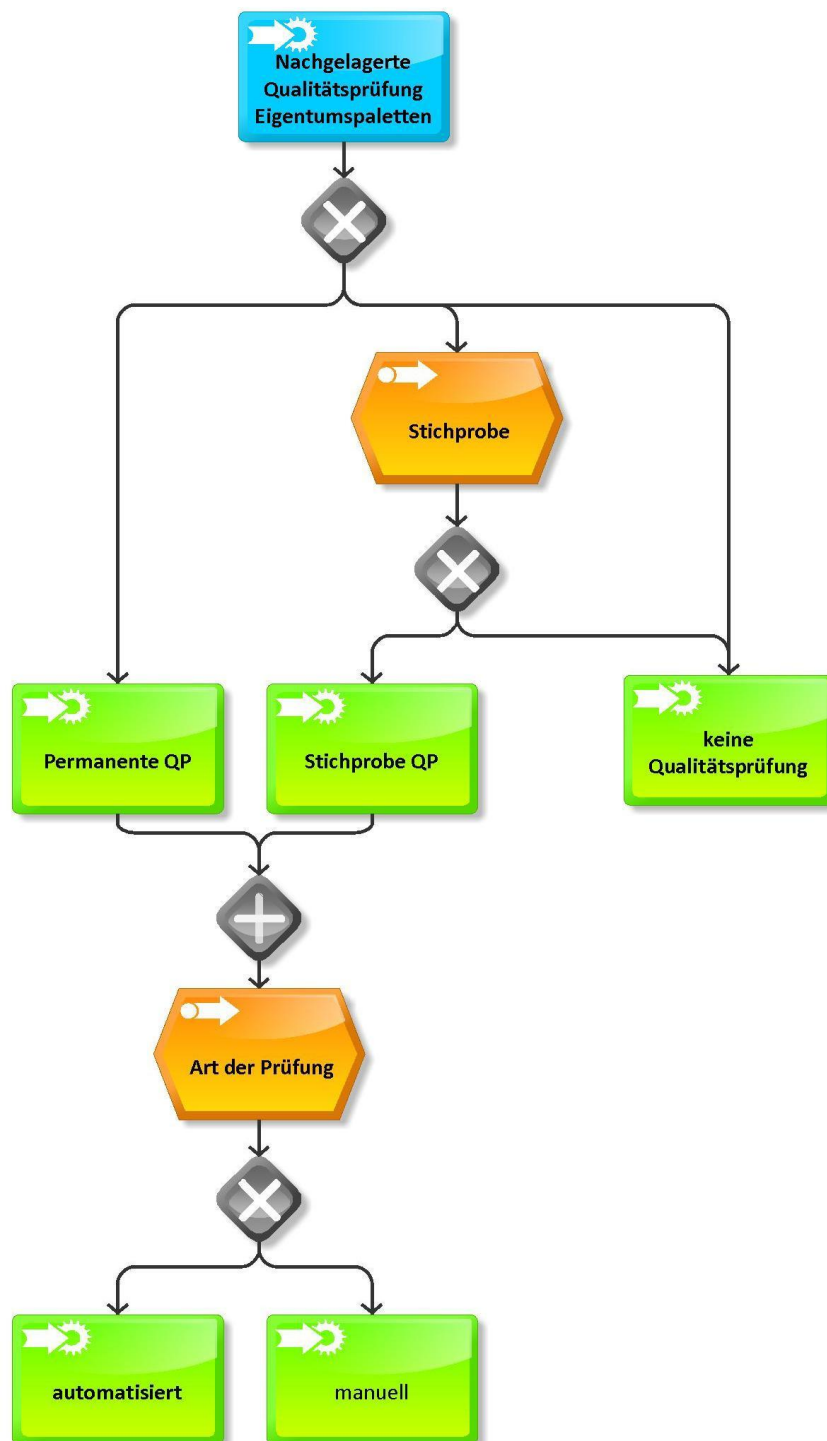 Nachgelagerte
Qualitätsprüfung
Eigentumspaletten
Stichprobe
Permanente QP
Stichprobe QP
keine
Qualitätsprüfung
Art der Prüfung
automatisiert
manuell